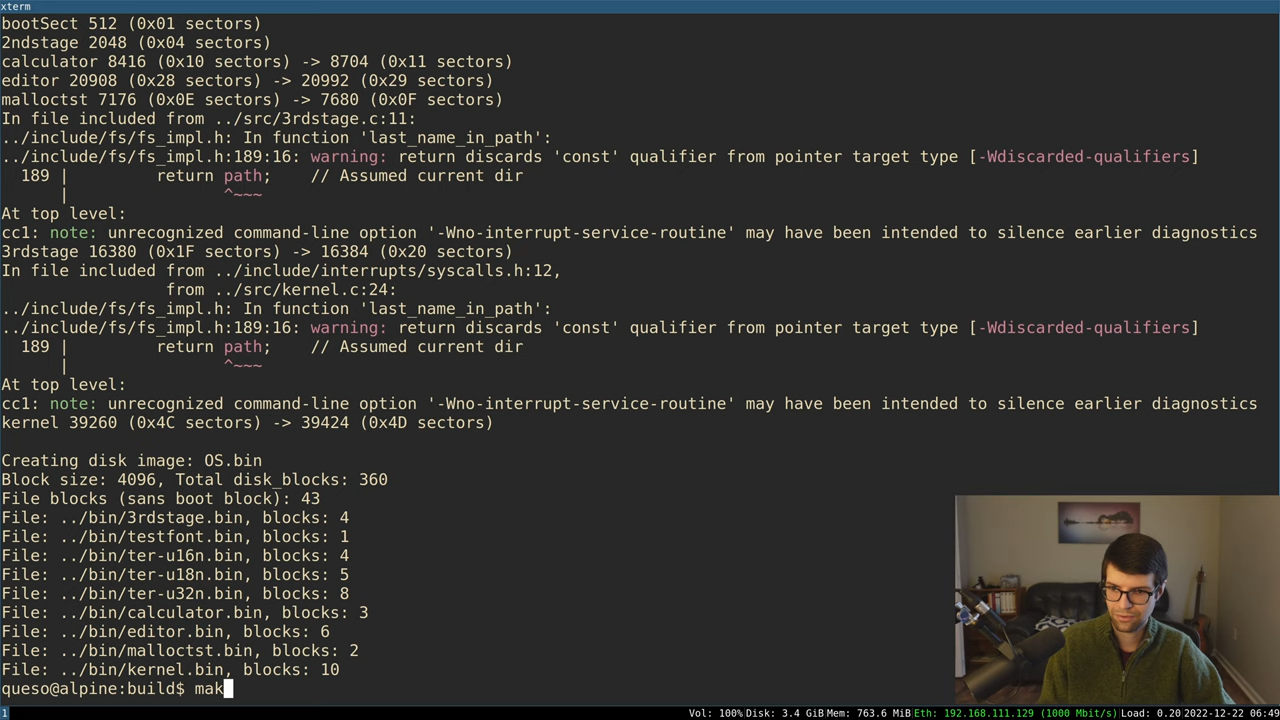 xterm
bootSect 512 (0x01 sectors)
2ndstage 2048 (0x04 sectors)
calculator 8416 (0x10 sectors) -> 8704 (0x11 sectors)
editor 20908 (0x28 sectors) -> 20992 (0x29 sectors)
malloctst 7176 (0x0E sectors) -> 7680 (0x0F sectors)
In file included from ../src/3rdstage.c:11:
../include/fs/fs_impl.h: In function 'last_name_in_path':
../include/fs/fs_impl.h:189:16: warning: return discards 'const' qualifier from pointer target type [-Wdiscarded-qualifiers]
  189 |         return path;    // Assumed current dir
      |                ^~~~
At top level:
cc1: note: unrecognized command-line option '-Wno-interrupt-service-routine' may have been intended to silence earlier diagnostics
3rdstage 16380 (0x1F sectors) -> 16384 (0x20 sectors)
In file included from ../include/interrupts/syscalls.h:12,
                 from ../src/kernel.c:24:
../include/fs/fs_impl.h: In function 'last_name_in_path':
../include/fs/fs_impl.h:189:16: warning: return discards 'const' qualifier from pointer target type [-Wdiscarded-qualifiers]
  189 |         return path;    // Assumed current dir
      |                ^~~~
At top level:
cc1: note: unrecognized command-line option '-Wno-interrupt-service-routine' may have been intended to silence earlier diagnostics
kernel 39260 (0x4C sectors) -> 39424 (0x4D sectors)
Creating disk image: OS.bin
Block size: 4096, Total disk_blocks: 360
File blocks (sans boot block): 43
File: ../bin/3rdstage.bin, blocks: 4
File: ../bin/testfont.bin, blocks: 1
File: ../bin/ter-u16n.bin, blocks: 4
File: ../bin/ter-u18n.bin, blocks: 5
File: ../bin/ter-u32n.bin, blocks: 8
File: ../bin/calculator.bin, blocks: 3
File: ../bin/editor.bin, blocks: 6
File: ../bin/malloctst.bin, blocks: 2
File: ../bin/kernel.bin, blocks: 10
queso@alpine:build$ mak
1 Vol: 100% Disk: 3.4 GiB Mem: 763.6 MiB Eth: 192.168.111.129 (1000 Mbit/s) Load: 0.20 2022-12-22 06:49